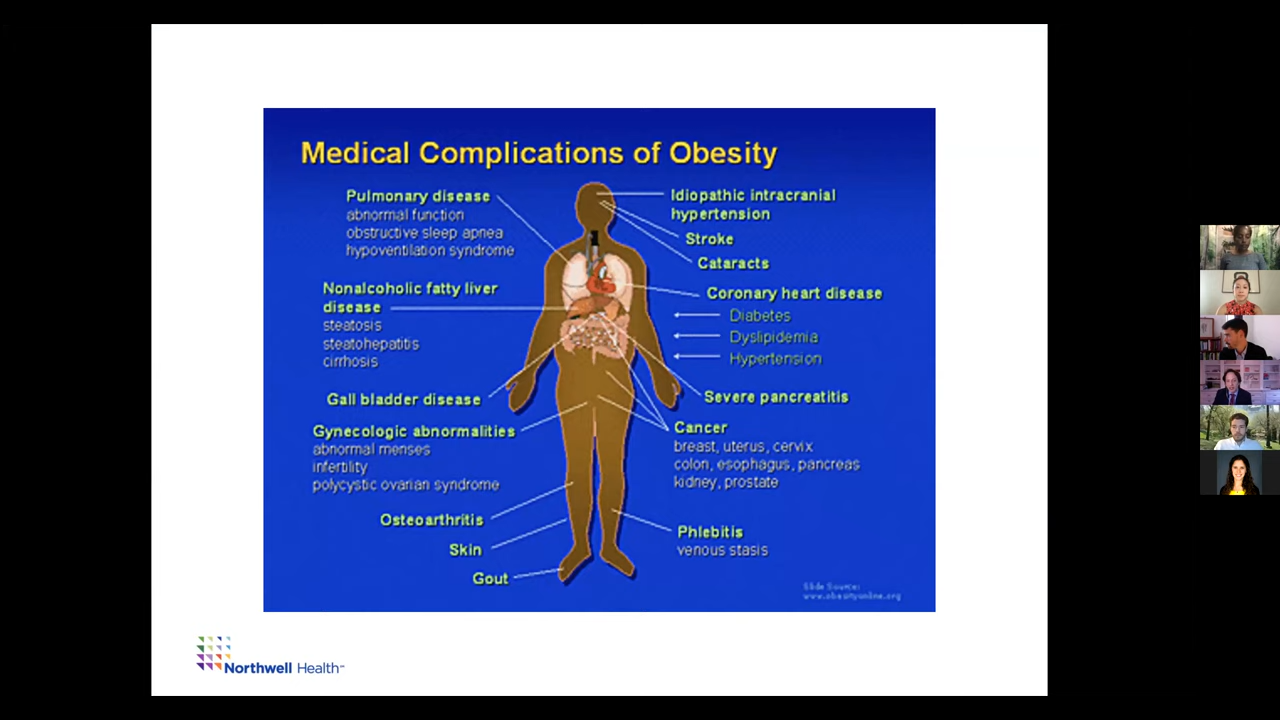 Medical Complications of Obesity
Pulmonary disease
abnormal function
obstructive sleep apnea
hypoventilation syndrome
Nonalcoholic fatty liver
disease
steatosis
steatohepatitis
cirrhosis
Gall bladder disease
Gynecologic abnormalities
abnormal menses
infertility
polycystic ovarian syndrome
Osteoarthritis
Skin
Gout
Idiopathic intracranial
hypertension
Stroke
Cataracts
Coronary heart disease
Diabetes
Dyslipidemia
Hypertension
Severe pancreatitis
Cancer
breast, uterus, cervix
colon, esophagus, pancreas
kidney, prostate
Phlebitis
venous stasis
Slide Source:
www.obesityonline.org
Northwell Health℠